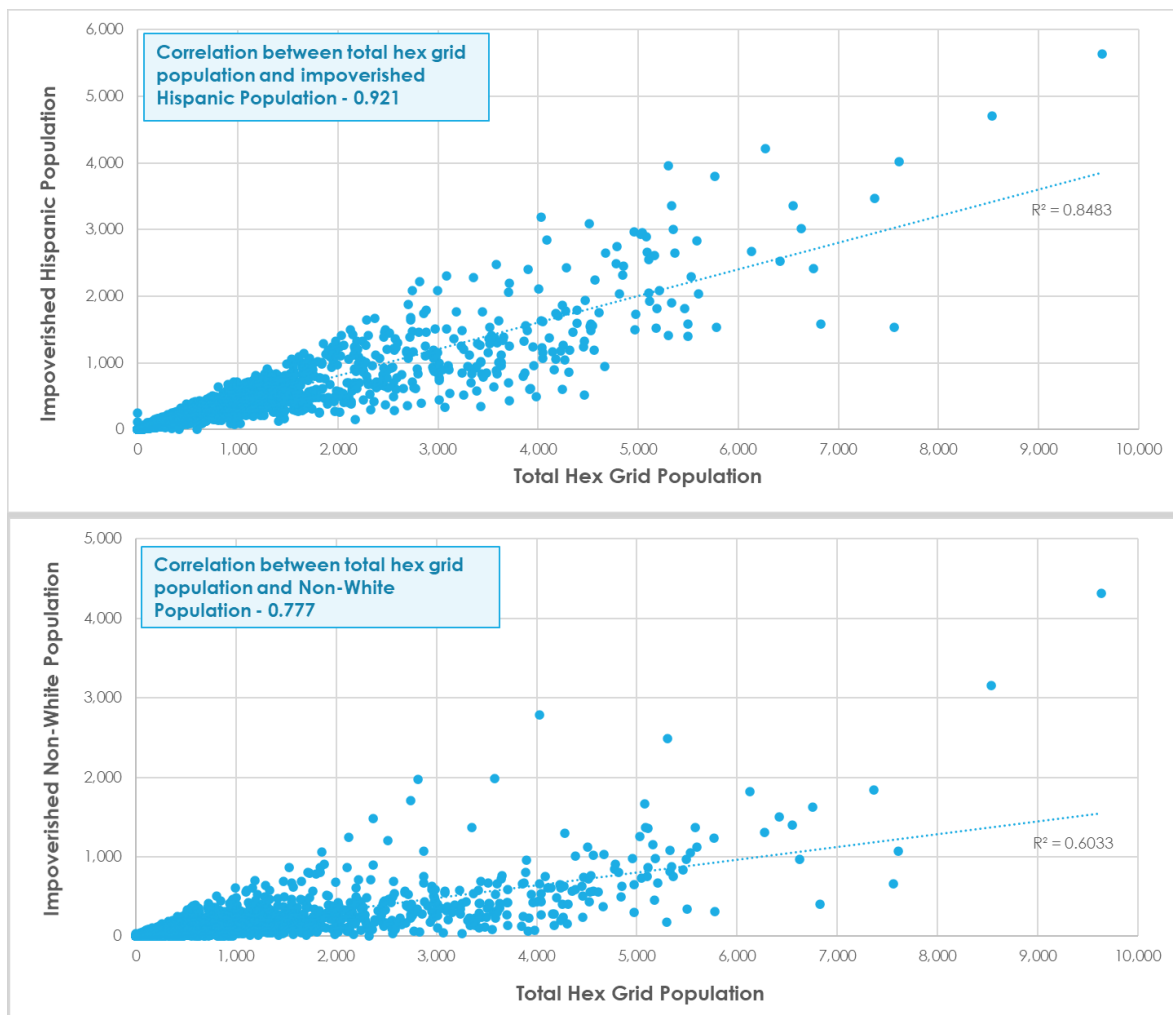 6,000
5,000
4,000
3,000
2,000
1,000
0
Impoverished Hispanic Population
Correlation between total hex grid
population and impoverished
Hispanic Population - 0.921
R² = 0.8483
0 1,000 2,000 3,000 4,000 5,000 6,000 7,000 8,000 9,000 10,000
Total Hex Grid Population
5,000
4,000
3,000
2,000
1,000
0
Impoverished Non-White Population
Correlation between total hex grid
population and Non-White
Population - 0.777
R² = 0.6033
0 1,000 2,000 3,000 4,000 5,000 6,000 7,000 8,000 9,000 10,000
Total Hex Grid Population